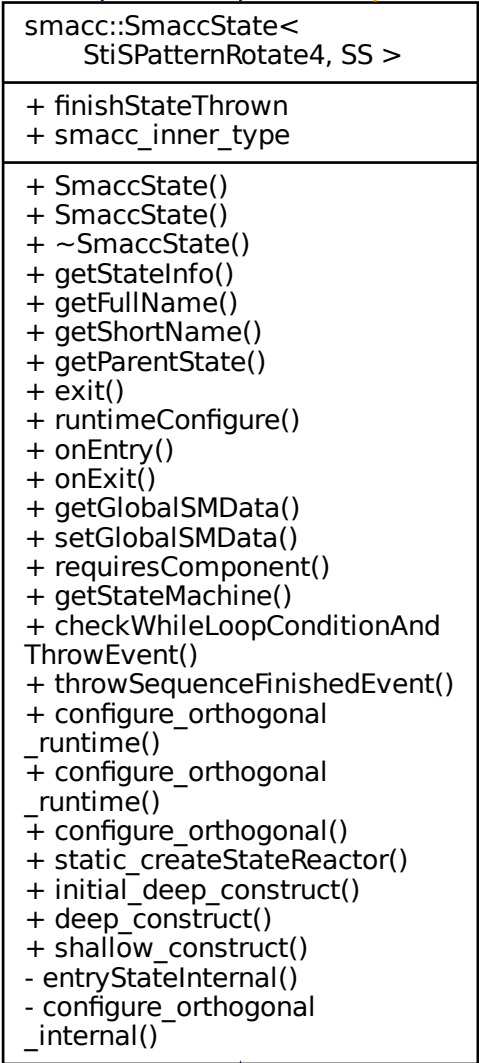 smacc::SmaccState<
StiSPatternRotate4, SS >
+ finishStateThrown
+ smacc_inner_type
+ SmaccState()
+ SmaccState()
+ ~SmaccState()
+ getStateInfo()
+ getFullName()
+ getShortName()
+ getParentState()
+ exit()
+ runtimeConfigure()
+ onEntry()
+ onExit()
+ getGlobalSMData()
+ setGlobalSMData()
+ requiresComponent()
+ getStateMachine()
+ checkWhileLoopConditionAnd
ThrowEvent()
+ throwSequenceFinishedEvent()
+ configure_orthogonal
_runtime()
+ configure_orthogonal
_runtime()
+ configure_orthogonal()
+ static_createStateReactor()
+ initial_deep_construct()
+ deep_construct()
+ shallow_construct()
- entryStateInternal()
- configure_orthogonal
_internal()